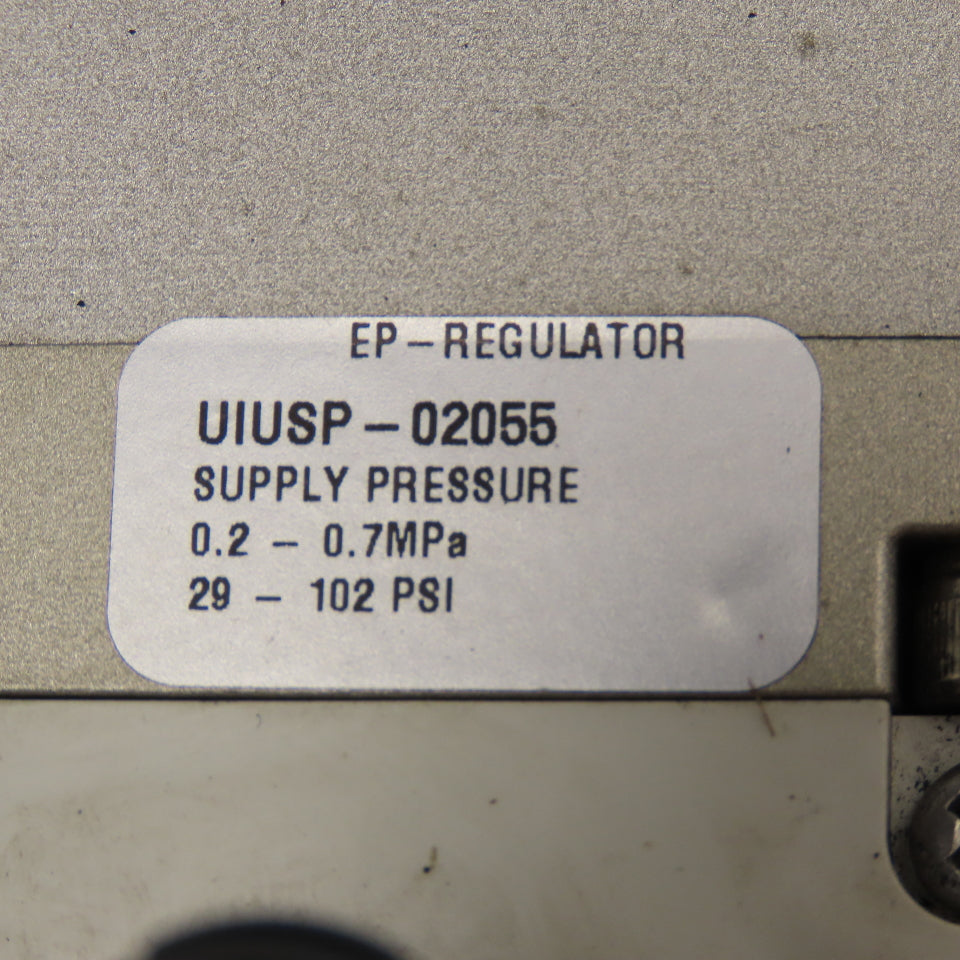 EP-REGULATOR
UIUSP-02055
SUPPLY PRESSURE
0.2 - 0.7MPa
29 - 102 PSI